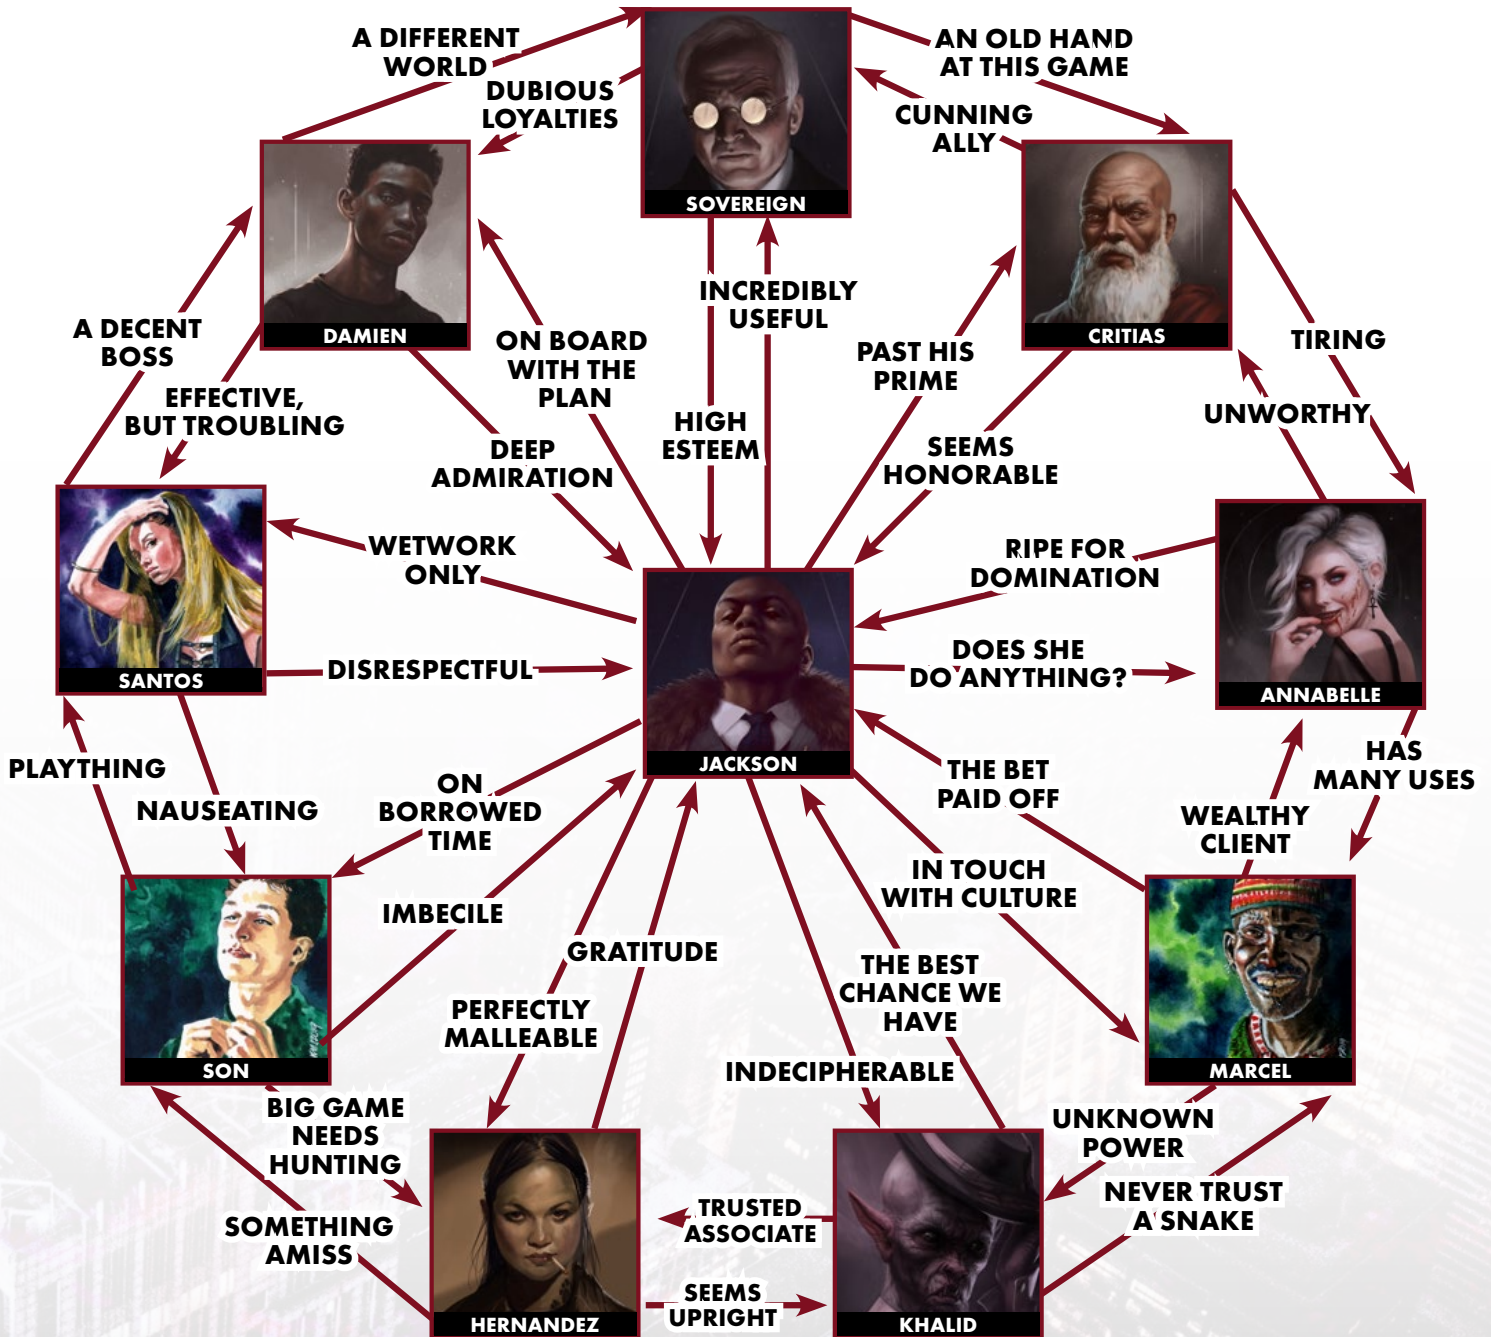 A DIFFERENT
WORLD
DUBIOUS
LOYALTIES
SOVEREIGN
AN OLD HAND
AT THIS GAME
CUNNING
ALLY
DAMIEN
CRITIAS
A DECENT
BOSS
EFFECTIVE,
BUT TROUBLING
ON BOARD
WITH THE
PLAN
DEEP
ADMIRATION
INCREDIBLY
USEFUL
HIGH
ESTEEM
PAST HIS
PRIME
SEEMS
HONORABLE
TIRING
UNWORTHY
SANTOS
WETWORK
ONLY
DISRESPECTFUL
JACKSON
RIPE FOR
DOMINATION
DOES SHE
DO ANYTHING?
ANNABELLE
PLAYTHING
NAUSEATING
ON
BORROWED
TIME
IMBECILE
THE BET
PAID OFF
IN TOUCH
WITH CULTURE
WEALTHY
CLIENT
HAS
MANY USES
SON
GRATITUDE
PERFECTLY
MALLEABLE
THE BEST
CHANCE WE
HAVE
INDECIPHERABLE
MARCEL
BIG GAME
NEEDS
HUNTING
SOMETHING
AMISS
HERNANDEZ
TRUSTED
ASSOCIATE
SEEMS
UPRIGHT
KHALID
UNKNOWN
POWER
NEVER TRUST
A SNAKE